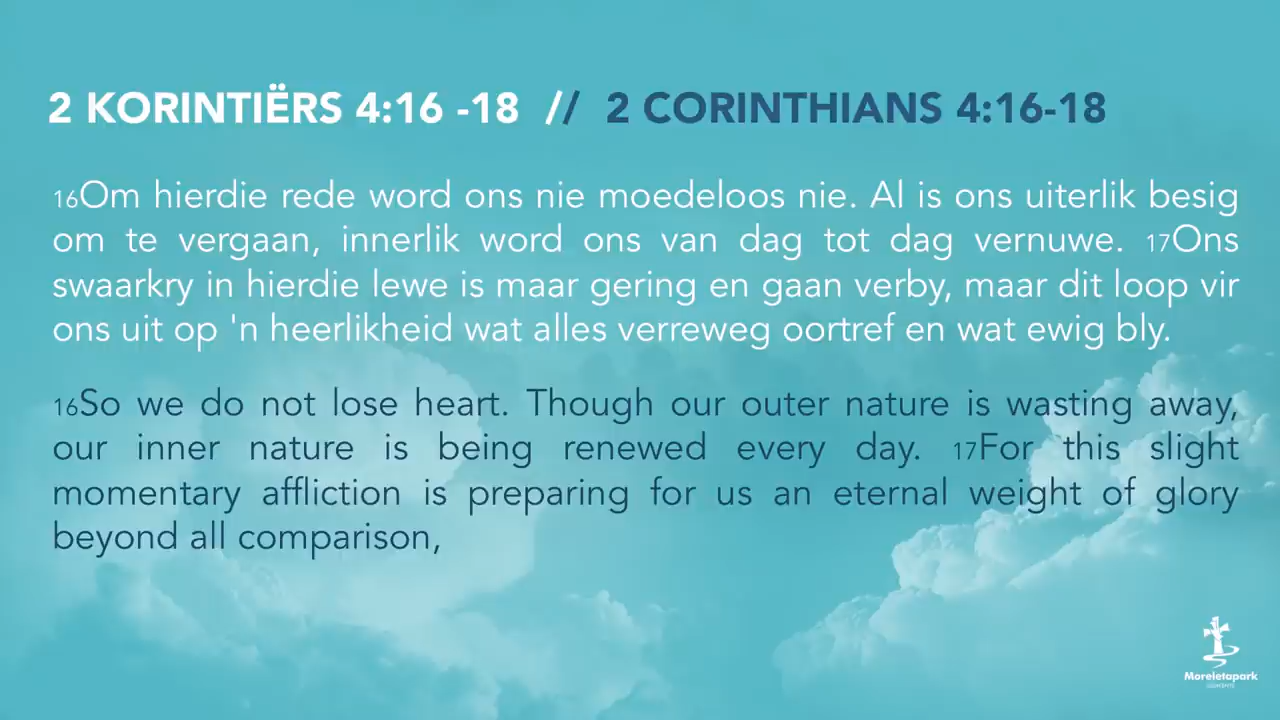 2 KORINTIËRS 4:16 -18 // 2 CORINTHIANS 4:16-18
16Om hierdie rede word ons nie moedeloos nie. Al is ons uiterlik besig
om te vergaan, innerlik word ons van dag tot dag vernuwe. 17Ons
swaarkry in hierdie lewe is maar gering en gaan verby, maar dit loop vir
ons uit op 'n heerlikheid wat alles verreweg oortref en wat ewig bly.
16So we do not lose heart. Though our outer nature is wasting away,
our inner nature is being renewed every day. 17For this slight
momentary affliction is preparing for us an eternal weight of glory
beyond all comparison,
Moreletapark